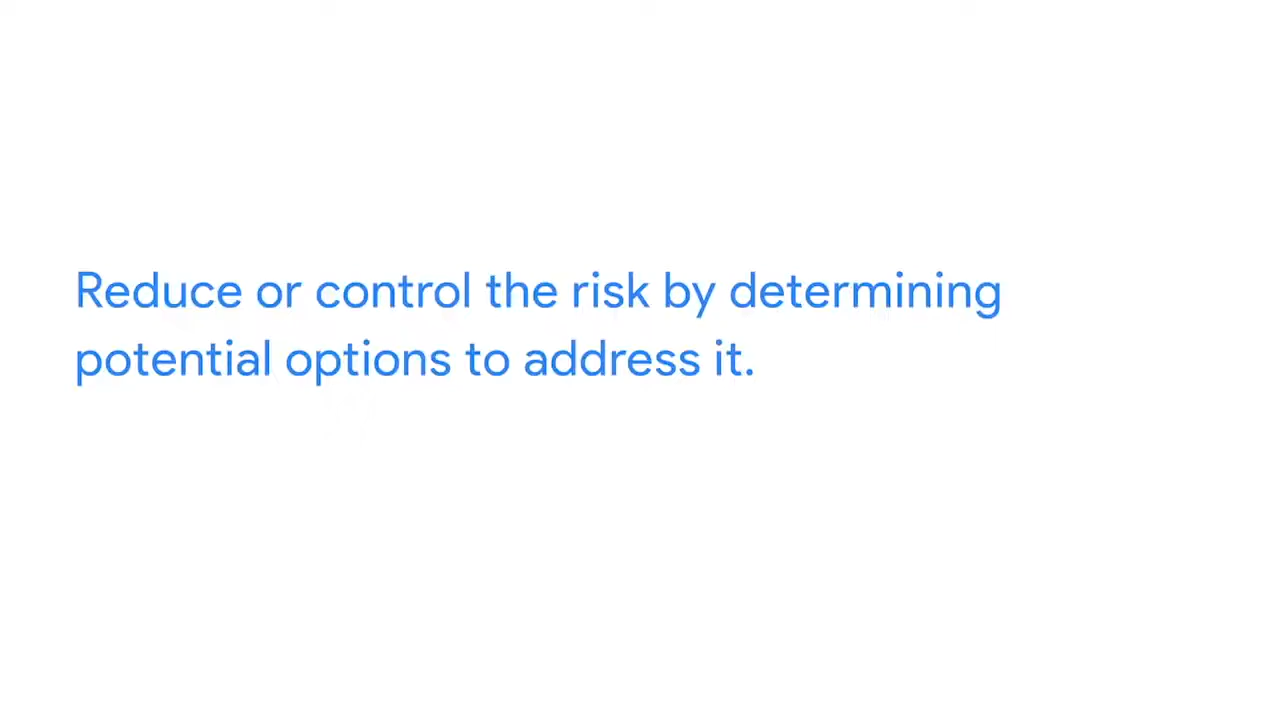 Reduce or control the risk by determining
potential options to address it.